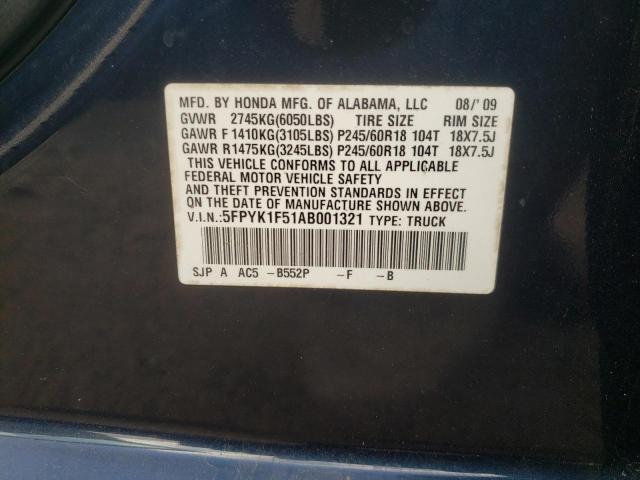 MFD. BY HONDA MFG. OF ALABAMA, LLC 08/'09
GVWR 2745KG(6050LBS) TIRE SIZE RIM SIZE
GAWR F 1410KG(3105LBS) P245/60R18 104T 18X7.5J
GAWR R1475KG(3245LBS) P245/60R18 104T 18X7.5J
THIS VEHICLE CONFORMS TO ALL APPLICABLE
FEDERAL MOTOR VEHICLE SAFETY
AND THEFT PREVENTION STANDARDS IN EFFECT
ON THE DATE OF MANUFACTURE SHOWN ABOVE.
V.I.N.:5FPYK1F51AB001321 TYPE: TRUCK
SJP A AC5 -B552P -F -B